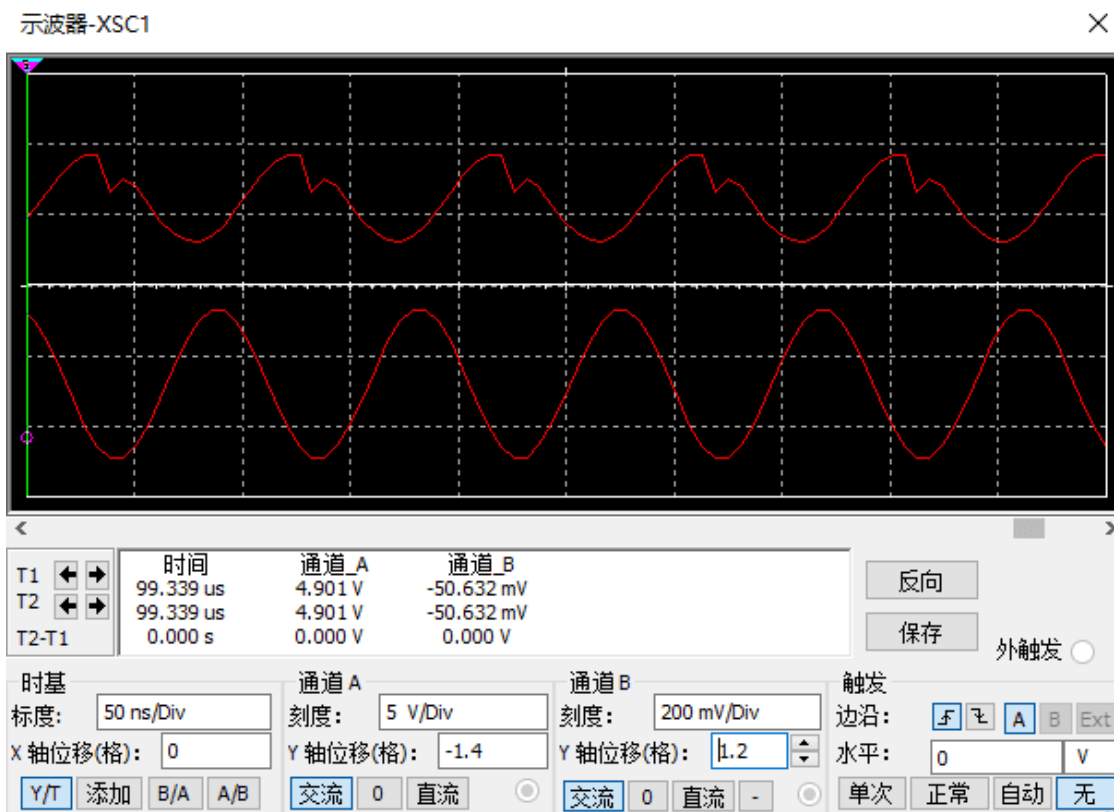 示波器-XSC1
时间 通道_A 通道_B
T1 99.339 us 4.901 V -50.632 mV
T2 99.339 us 4.901 V -50.632 mV
T2-T1 0.000 s 0.000 V 0.000 V
反向
保存
外触发
时基
标度: 50 ns/Div
X 轴位移(格): 0
Y/T 添加 B/A A/B
通道 A
刻度: 5 V/Div
Y 轴位移(格): -1.4
交流 0 直流
通道 B
刻度: 200 mV/Div
Y 轴位移(格): 1.2
交流 0 直流 -
触发
边沿: A B Ext
水平: 0 V
单次 正常 自动 无